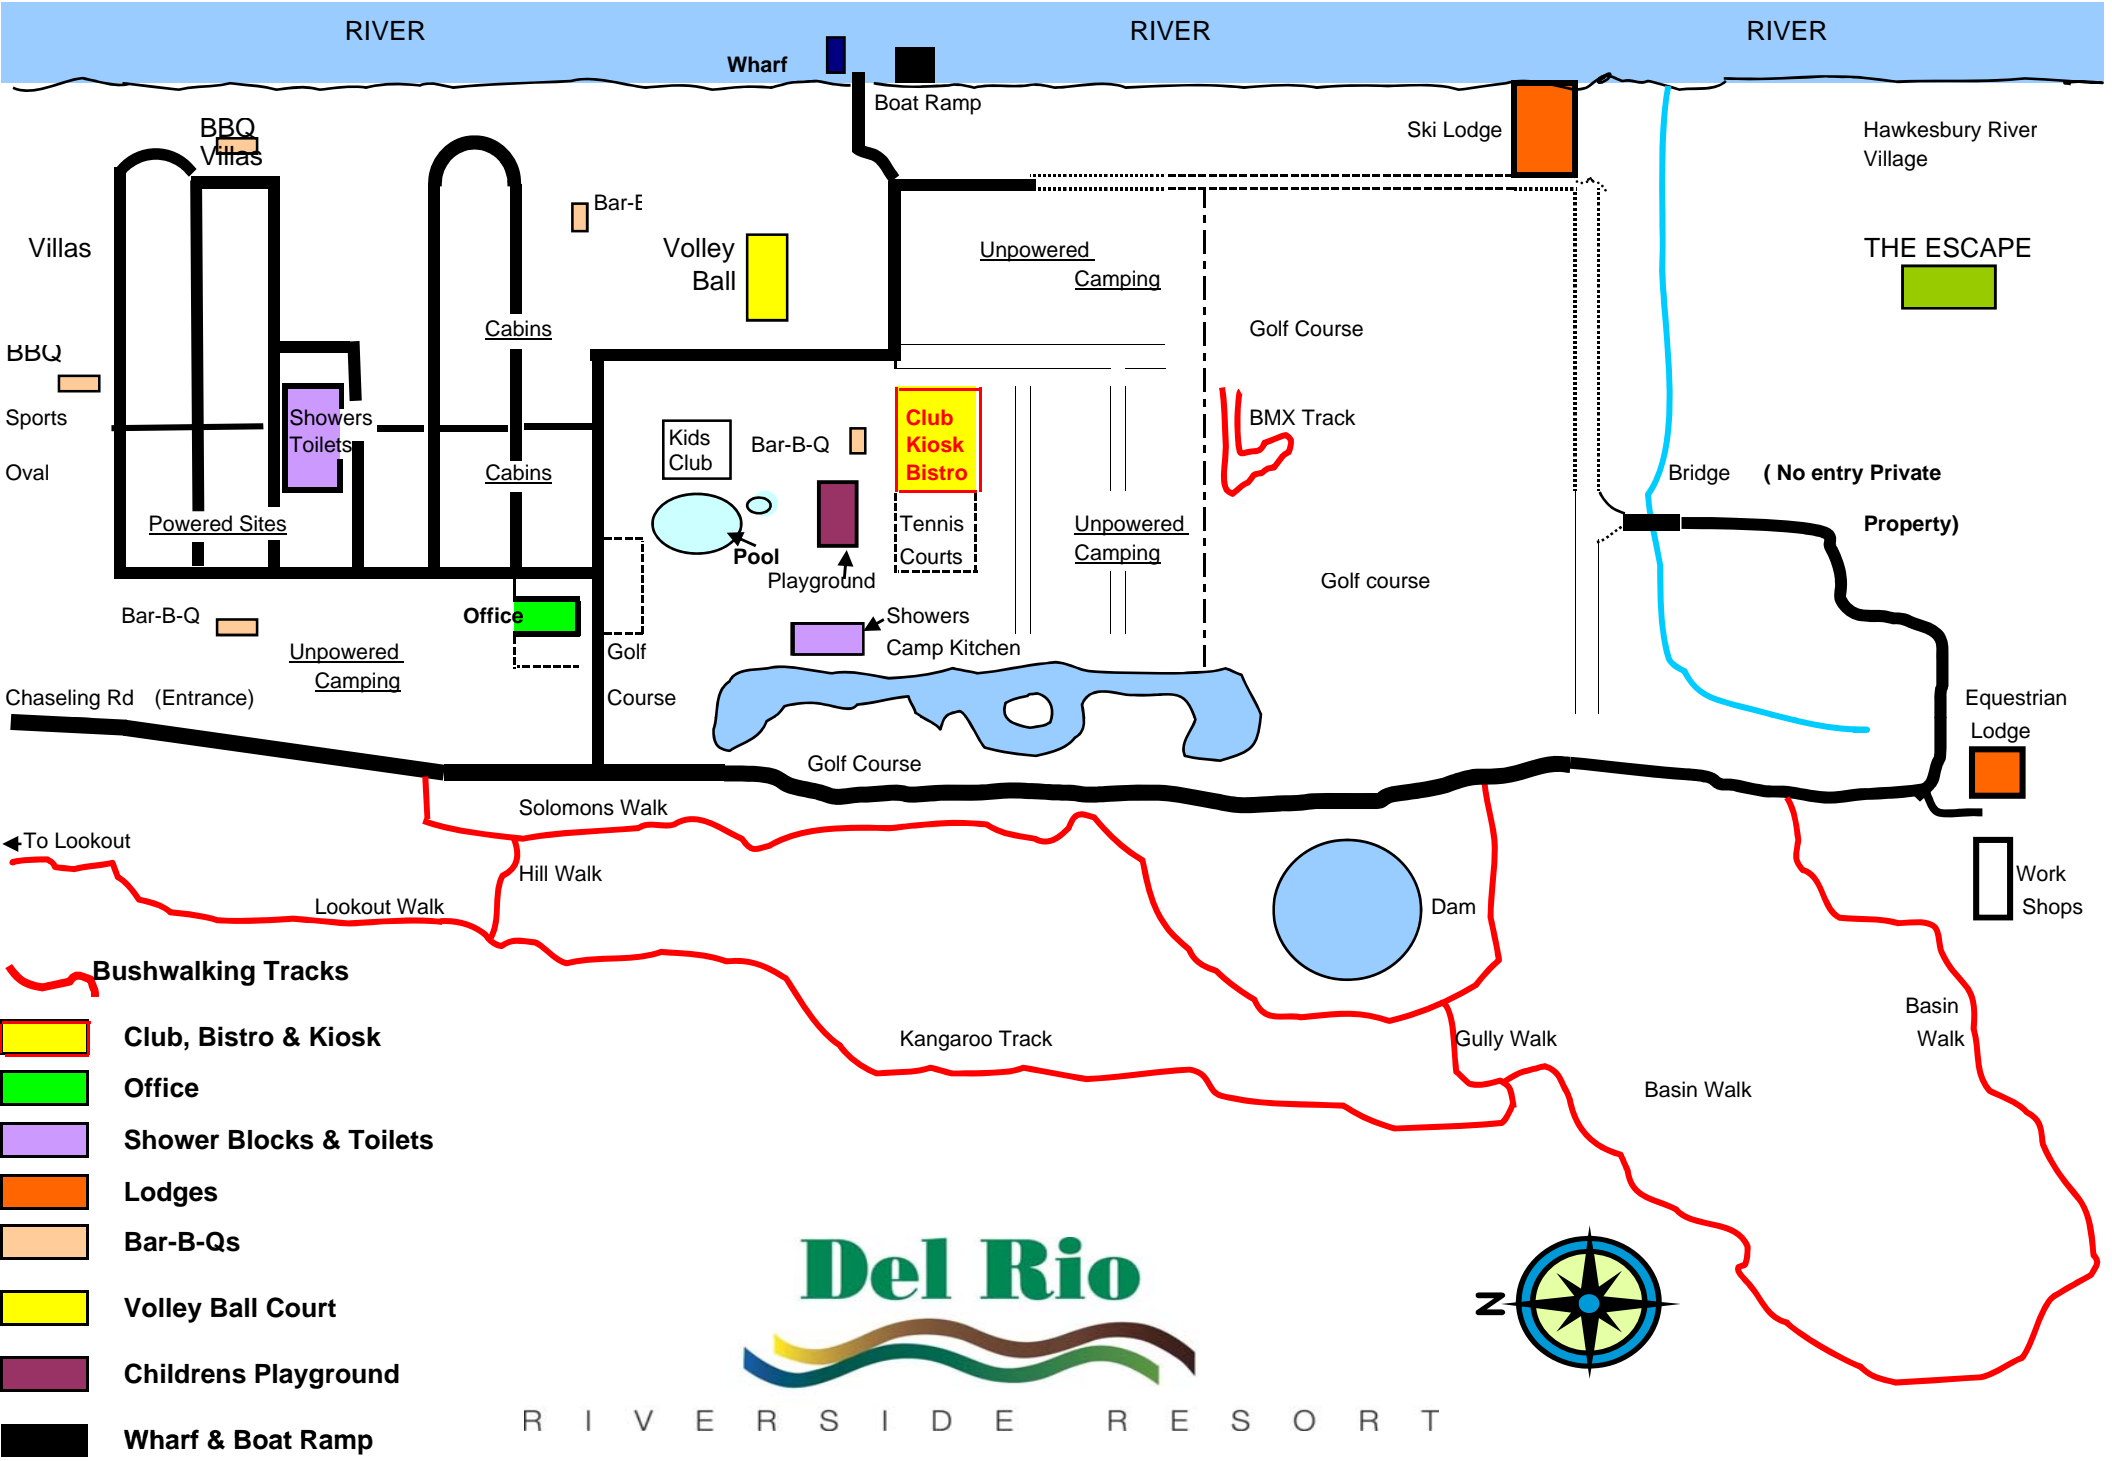 RIVER
RIVER
RIVER
Wharf
Boat Ramp
BBQ
Villas
Ski Lodge
Hawkesbury River
Village
Villas
Volley
Ball
Unpowered
Camping
THE ESCAPE
Cabins
Golf Course
BBQ
Sports
Oval
Showers
Toilets
Cabins
Powered Sites
Kids
Club
Bar-B-Q
Club
Kiosk
Bistro
BMX Track
Bridge
( No entry Private
Property)
Tennis
Courts
Unpowered
Camping
Pool
Playground
Golf course
Bar-B-Q
Office
Showers
Camp Kitchen
Unpowered
Camping
Golf
Course
Chaseling Rd (Entrance)
Equestrian
Lodge
Golf Course
Solomons Walk
To Lookout
Hill Walk
Lookout Walk
Dam
Work
Shops
Bushwalking Tracks
Basin
Walk
Club, Bistro & Kiosk
Kangaroo Track
Gully Walk
Office
Basin Walk
Shower Blocks & Toilets
Lodges
Bar-B-Qs
Volley Ball Court
Childrens Playground
Wharf & Boat Ramp
Del Rio
RIVERSIDE RESORT
N